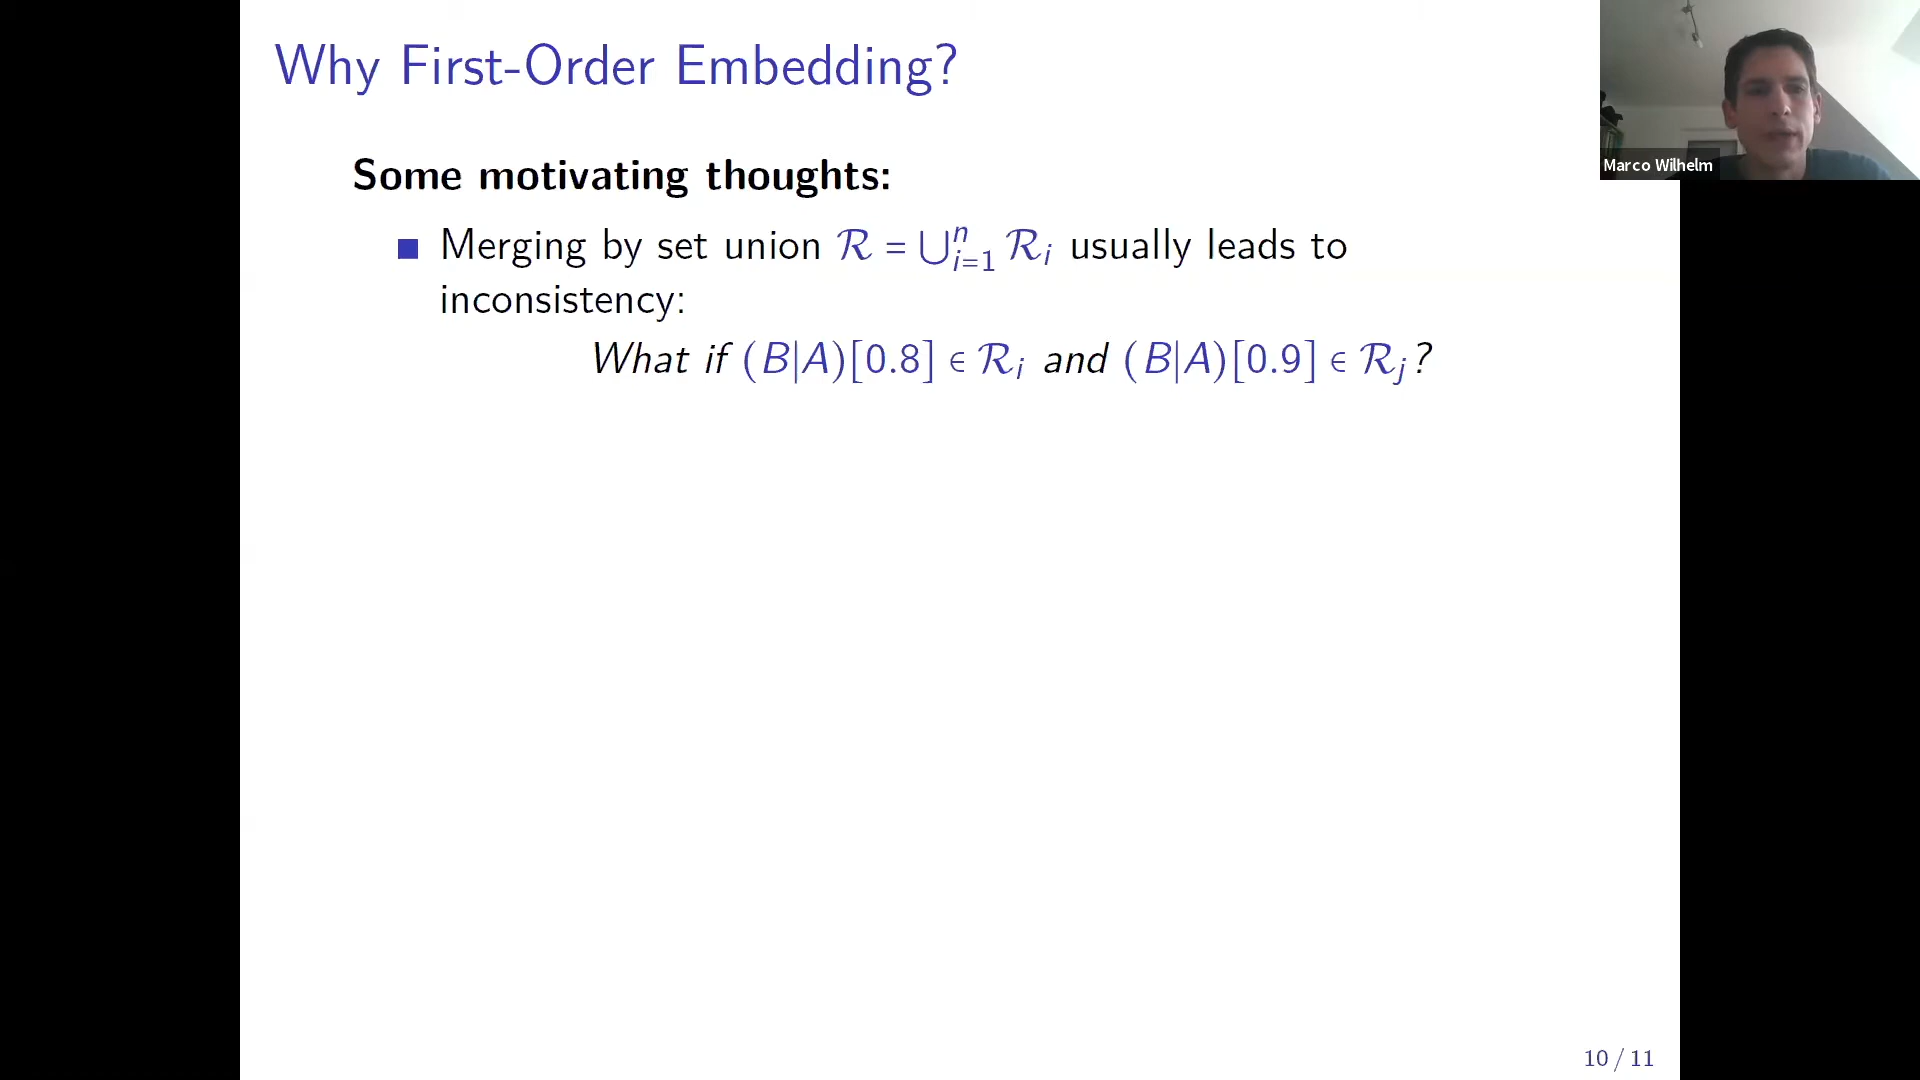 Why First-Order Embedding?
Marco Wilhelm
Some motivating thoughts:
Merging by set union ℛ = ⋃ⁿᵢ₌₁ ℛᵢ usually leads to
inconsistency:
What if (B|A)[0.8] ∈ ℛᵢ and (B|A)[0.9] ∈ ℛⱼ?
10 / 11